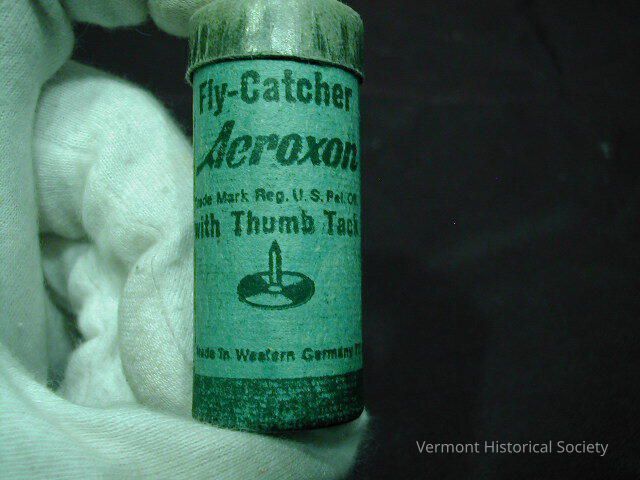 Fly-Catcher
Aeroxon
Trade Mark Reg. U.S. Pat. Off.
with Thumb Tack
Made in Western Germany
Vermont Historical Society